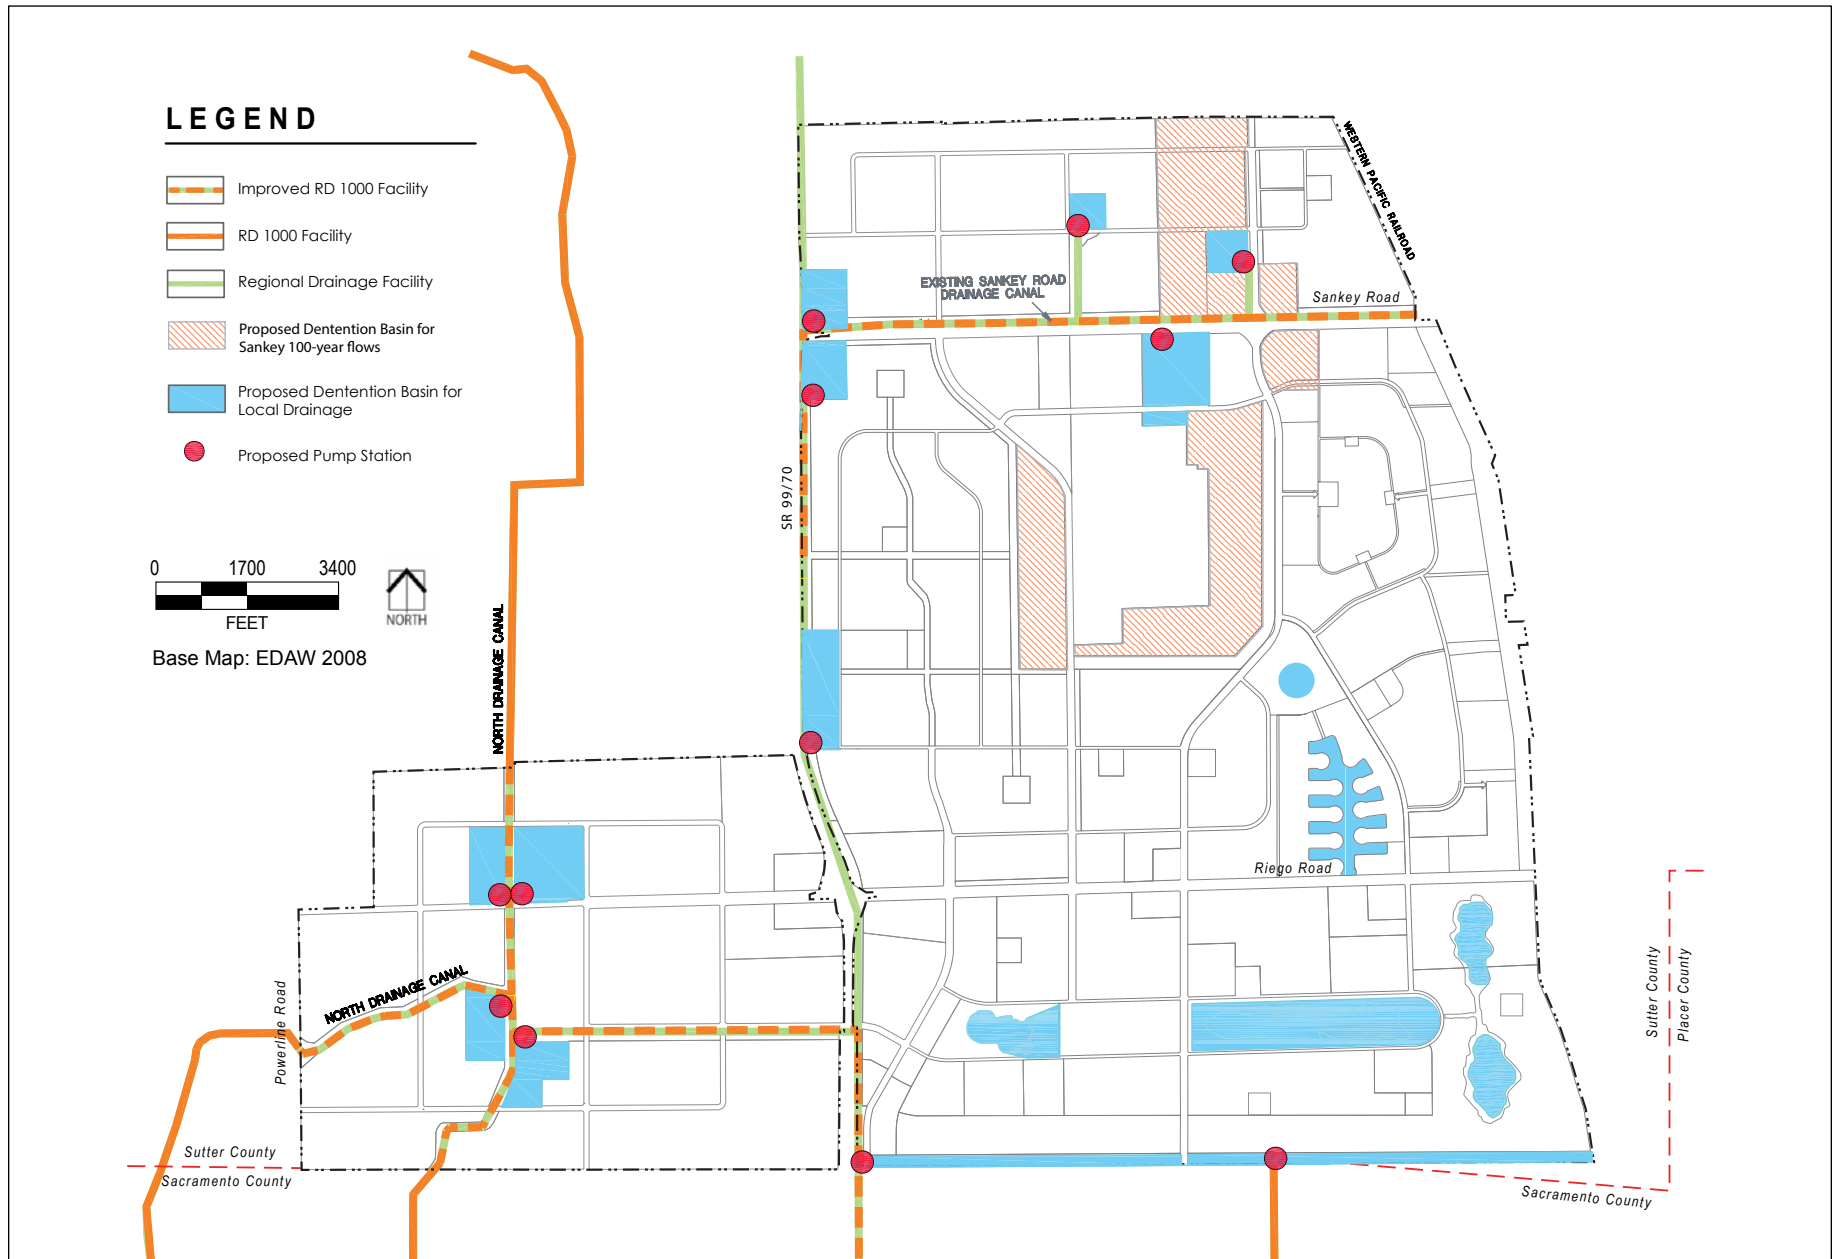 LEGEND
Improved RD 1000 Facility
RD 1000 Facility
Regional Drainage Facility
Proposed Dentention Basin for
Sankey 100-year flows
Proposed Dentention Basin for
Local Drainage
Proposed Pump Station
0 1700 3400
FEET
NORTH
Base Map: EDAW 2008
WESTERN PACIFIC RAILROAD
EXISTING SANKEY ROAD
DRAINAGE CANAL
Sankey Road
SR 99/70
NORTH DRAINAGE CANAL
Riego Road
NORTH DRAINAGE CANAL
Powerline Road
Sutter County
Placer County
Sutter County
Sacramento County
Sacramento County